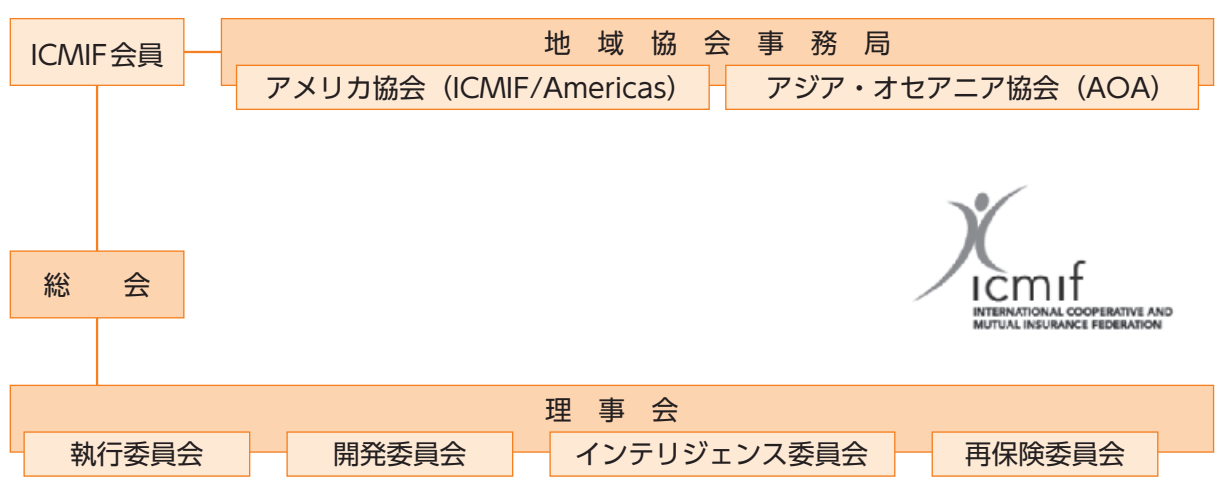 ICMIF会員
地域協会事務局
アメリカ協会（ICMIF/Americas）
アジア・オセアニア協会（AOA）
総会
icmif
INTERNATIONAL COOPERATIVE AND
MUTUAL INSURANCE FEDERATION
理事会
執行委員会
開発委員会
インテリジェンス委員会
再保険委員会